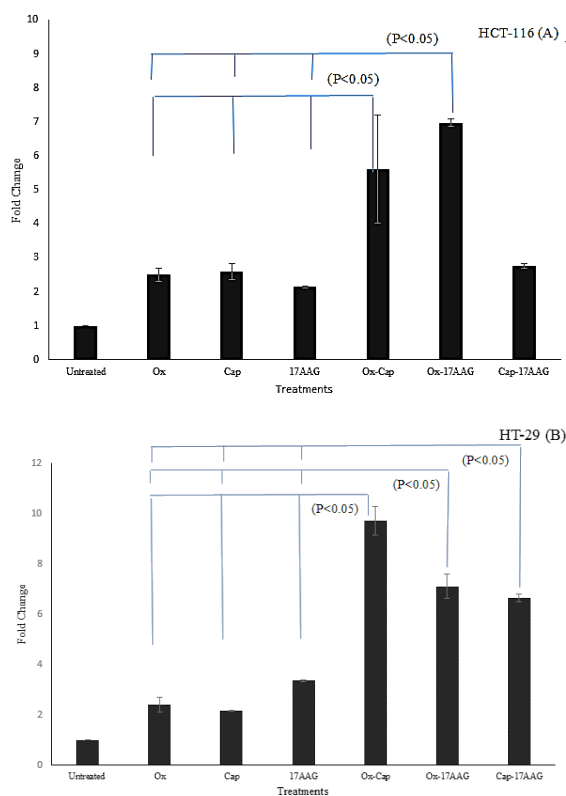 HCT-116 (A)
10
(P<0.05)
9
(P<0.05)
8
7
6
5
4
3
2
1
0
Fold Change
Untreated Ox Cap 17AAG Ox-Cap Ox-17AAG Cap-17AAG
Treatments
HT-29 (B)
12
(P<0.05)
(P<0.05)
(P<0.05)
10
8
6
4
2
0
Fold Change
Untreated Ox Cap 17AAG Ox-Cap Ox-17AAG Cap-17AAG
Treatments